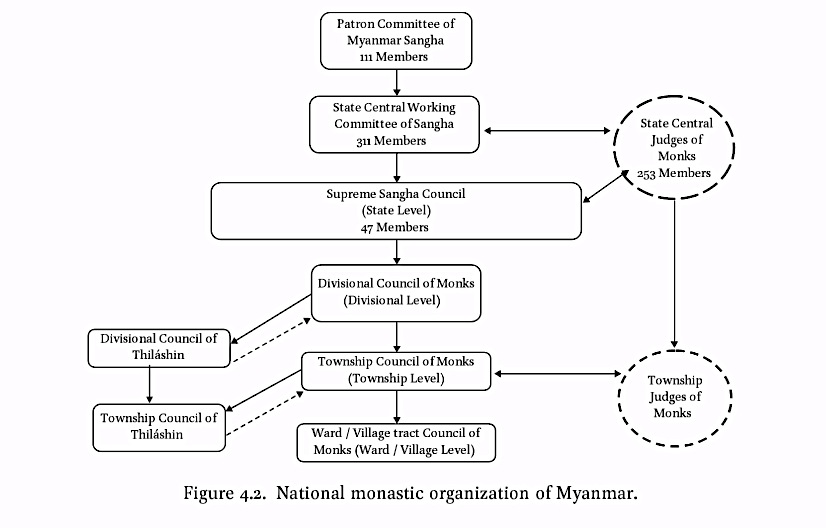 Patron Committee of
Myanmar Sangha
111 Members
State Central Working
Committee of Sangha
311 Members
State Central
Judges of
Monks
253 Members
Supreme Sangha Council
(State Level)
47 Members
Divisional Council of Monks
(Divisional Level)
Divisional Council of
Thiláshin
Township Council of Monks
(Township Level)
Township
Judges of
Monks
Township Council of
Thiláshin
Ward / Village tract Council of
Monks (Ward / Village Level)
Figure 4.2. National monastic organization of Myanmar.